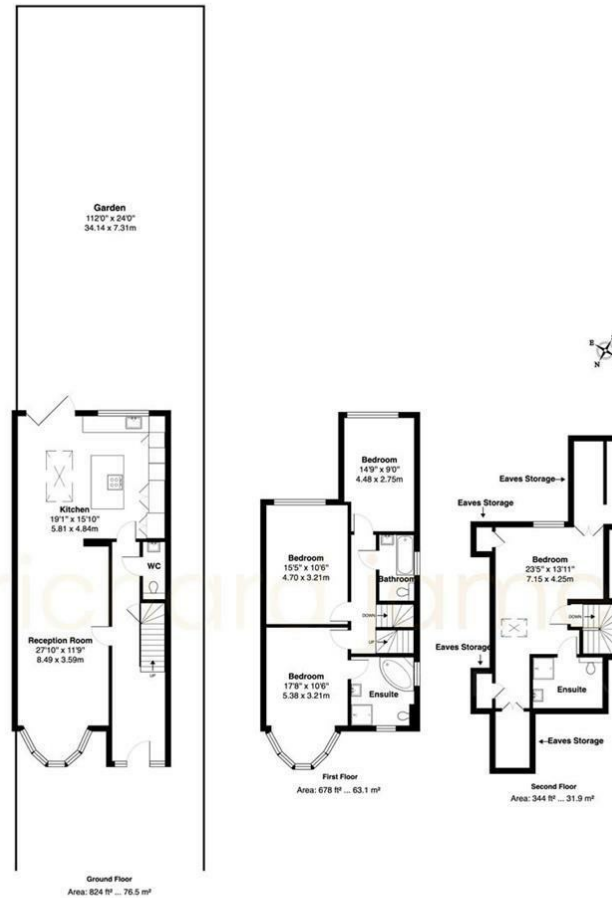 Garden
112'0" x 24'0"
34.14 x 7.31m
E
N
Kitchen
19'1" x 15'10"
5.81 x 4.84m
WC
Reception Room
27'10" x 11'9"
8.49 x 3.59m
UP
Ground Floor
Area: 824 ft² ... 76.5 m²
Bedroom
14'9" x 9'0"
4.48 x 2.75m
Bedroom
15'5" x 10'6"
4.70 x 3.21m
Bathroom
DOWN
UP
Bedroom
17'8" x 10'6"
5.38 x 3.21m
Ensuite
First Floor
Area: 678 ft² ... 63.1 m²
Eaves Storage
Eaves Storage
Bedroom
23'5" x 13'11"
7.15 x 4.25m
DOWN
Eaves Storage
Ensuite
Eaves Storage
Second Floor
Area: 344 ft² ... 31.9 m²
richard jame